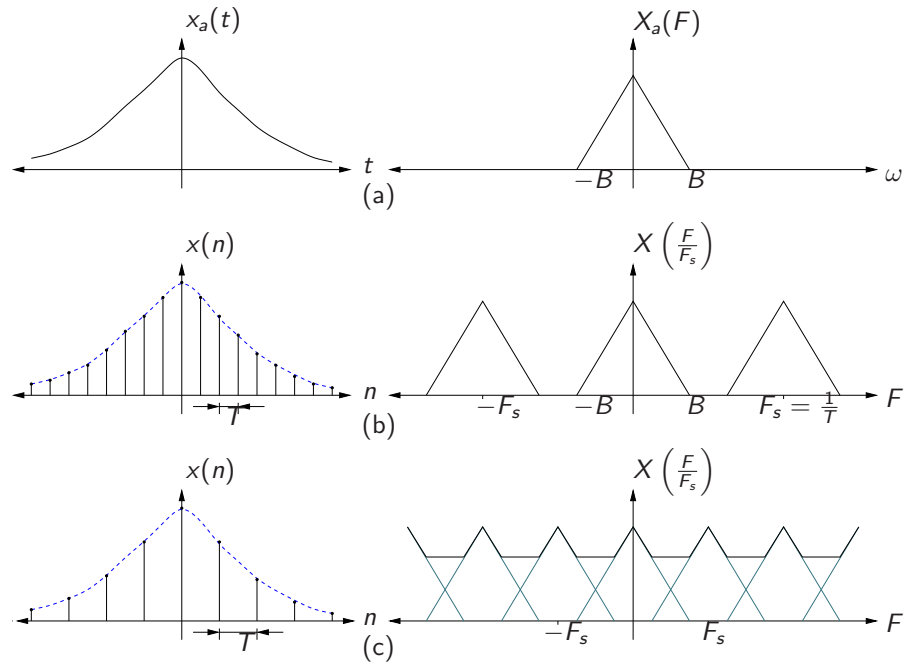 x_a(t)
X_a(F)
t
−B
B
ω
(a)
x(n)
X (F/F_s)
n
T
−F_s
−B
B
F_s = 1/T
F
(b)
x(n)
X (F/F_s)
n
T
−F_s
F_s
F
(c)